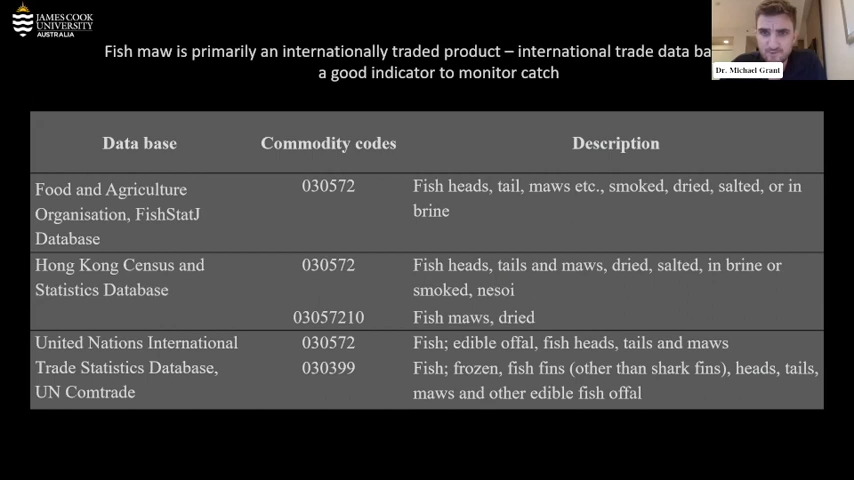 JAMES COOK
UNIVERSITY
AUSTRALIA
Fish maw is primarily an internationally traded product – international trade data
a good indicator to monitor catch
Dr. Michael Grant
Data base Commodity codes Description
Food and Agriculture 030572 Fish heads, tail, maws etc., smoked, dried, salted, or in
Organisation, FishStatJ brine
Database
Hong Kong Census and 030572 Fish heads, tails and maws, dried, salted, in brine or
Statistics Database smoked, nesoi
03057210 Fish maws, dried
United Nations International 030572 Fish; edible offal, fish heads, tails and maws
Trade Statistics Database, 030399 Fish; frozen, fish fins (other than shark fins), heads, tails,
UN Comtrade maws and other edible fish offal